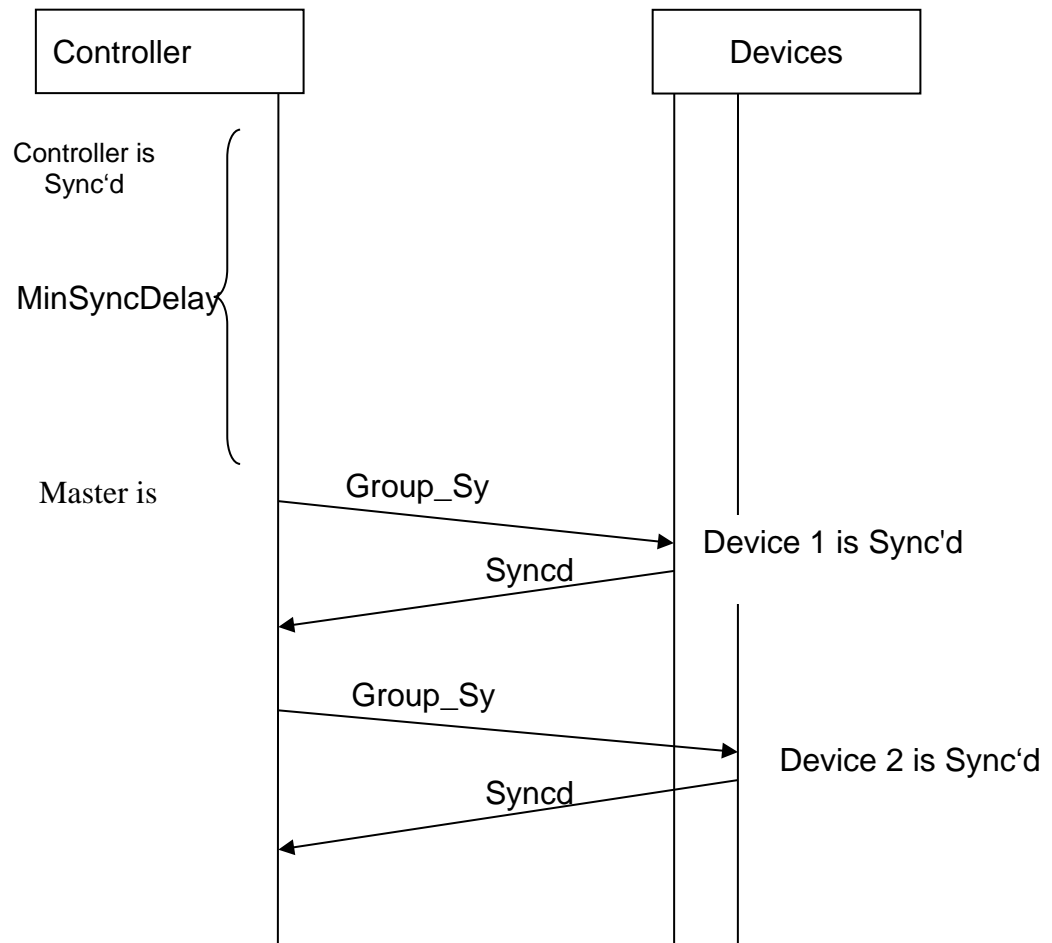 Controller
Devices
Controller is
Sync‘d
MinSyncDelay
Master is
Group_Sy
Device 1 is Sync'd
Syncd
Group_Sy
Device 2 is Sync‘d
Syncd